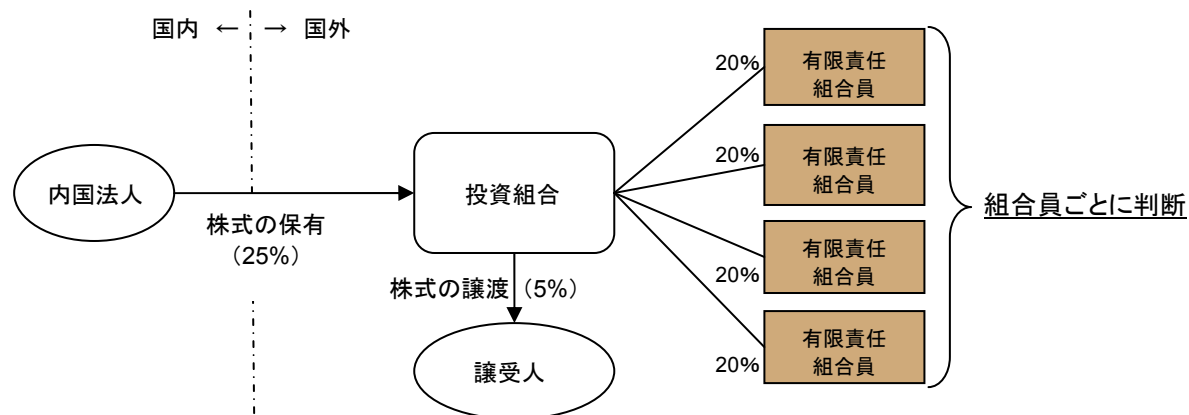 国内 ← → 国外
内国法人
株式の保有
（25%）
投資組合
株式の譲渡（5%）
譲受人
20%
有限責任
組合員
20%
有限責任
組合員
20%
有限責任
組合員
20%
有限責任
組合員
組合員ごとに判断